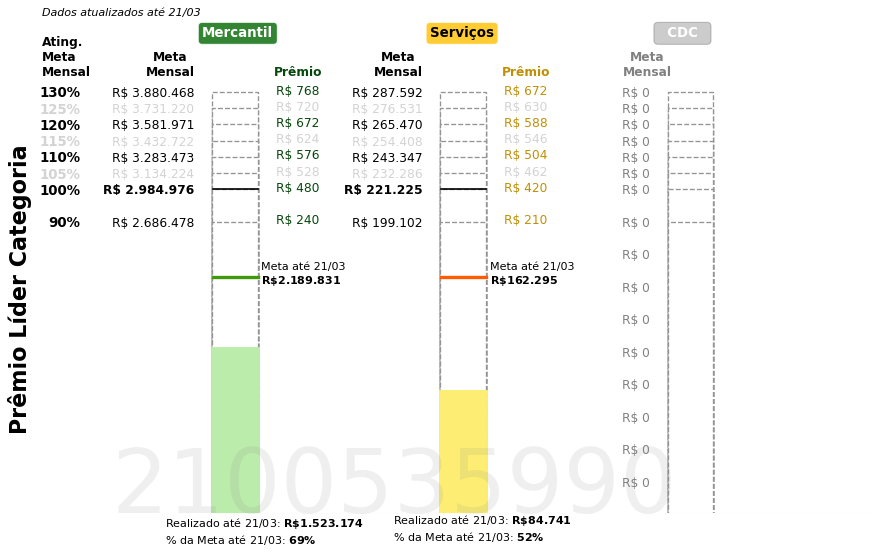 Dados atualizados até 21/03
Mercantil Serviços CDC
Ating.
Meta Meta Meta Meta
Mensal Mensal Prêmio Mensal Prêmio Mensal
130% R$ 3.880.468 R$ 768 R$ 287.592 R$ 672 R$ 0
125% R$ 3.731.220 R$ 720 R$ 276.531 R$ 630 R$ 0
120% R$ 3.581.971 R$ 672 R$ 265.470 R$ 588 R$ 0
115% R$ 3.432.722 R$ 624 R$ 254.408 R$ 546 R$ 0
110% R$ 3.283.473 R$ 576 R$ 243.347 R$ 504 R$ 0
105% R$ 3.134.224 R$ 528 R$ 232.286 R$ 462 R$ 0
100% R$ 2.984.976 R$ 480 R$ 221.225 R$ 420 R$ 0
90% R$ 2.686.478 R$ 240 R$ 199.102 R$ 210 R$ 0
R$ 0
Meta até 21/03 Meta até 21/03
R$2.189.831 R$162.295
R$ 0
R$ 0
R$ 0
R$ 0
R$ 0
R$ 0
R$ 0
Prêmio Líder Categoria
2100535990
Realizado até 21/03: R$1.523.174 Realizado até 21/03: R$84.741
% da Meta até 21/03: 69% % da Meta até 21/03: 52%